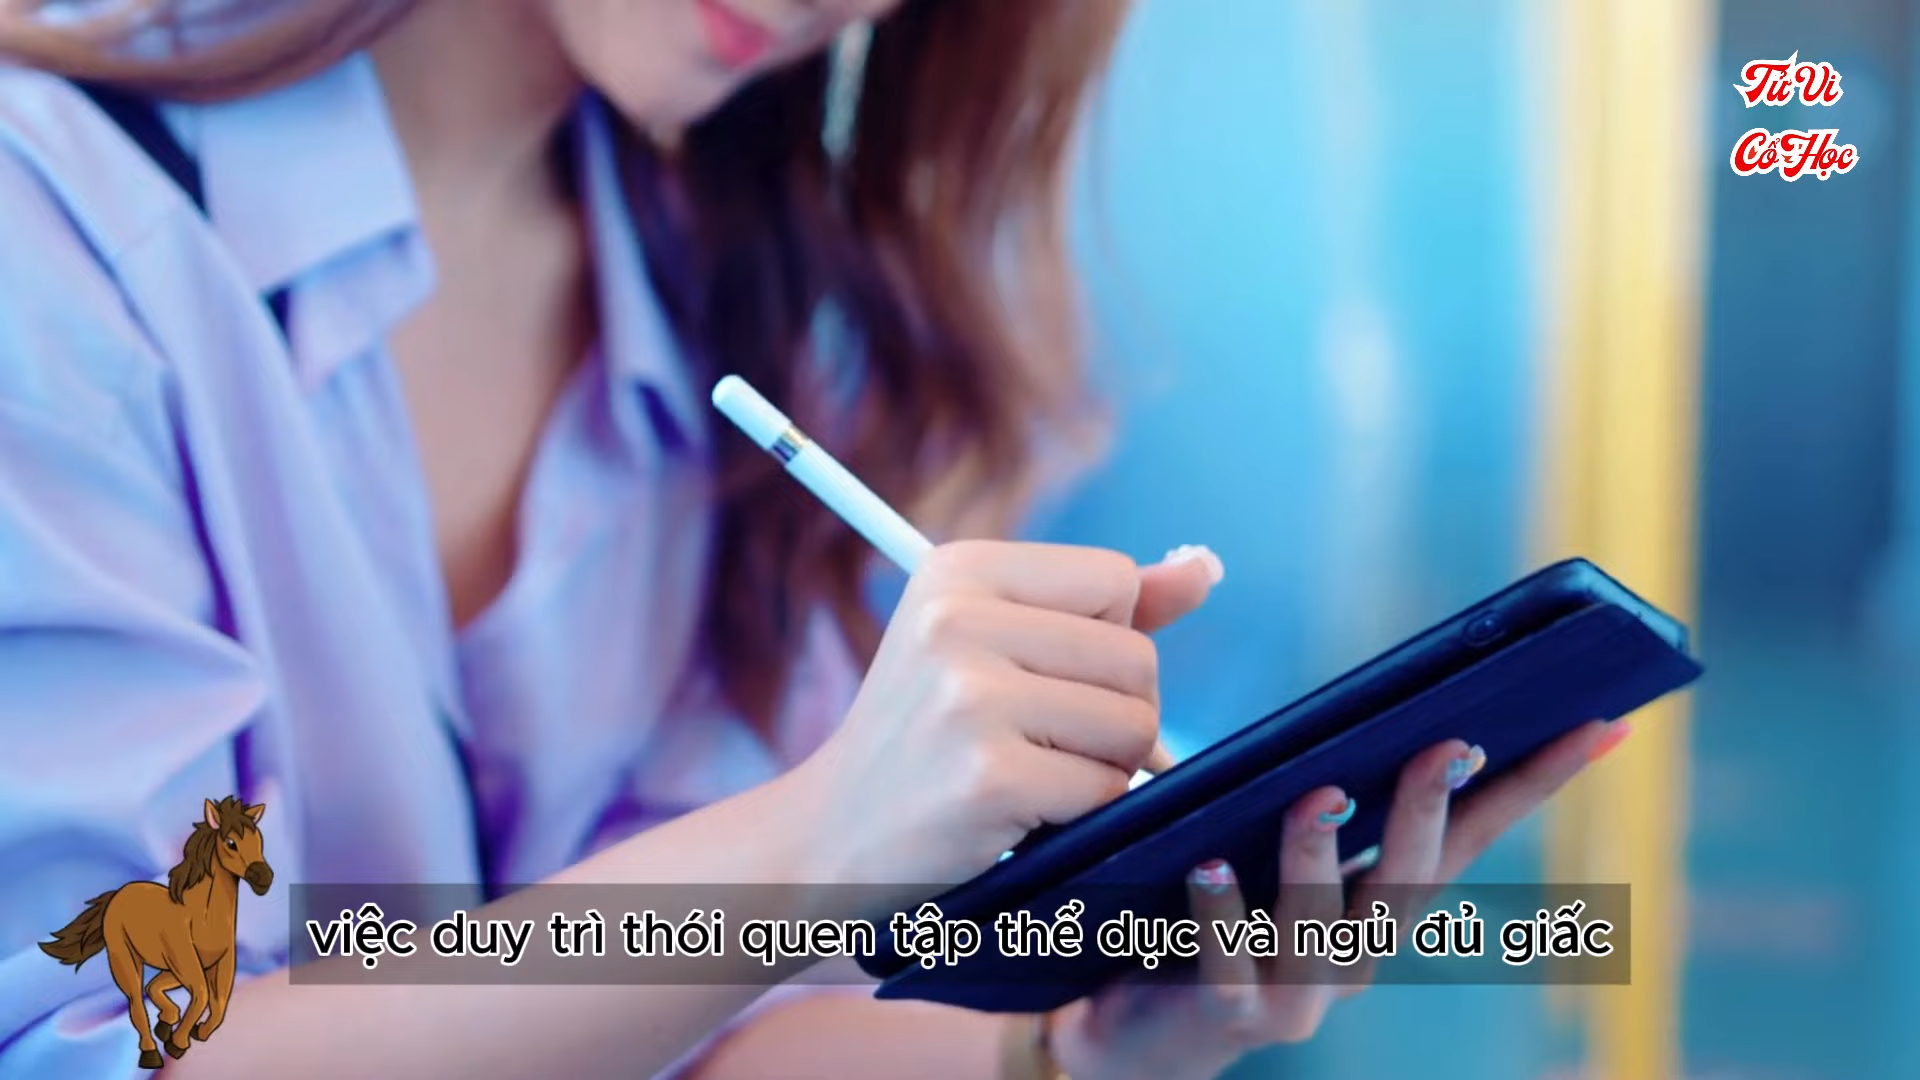 Tử Vi
Cổ Học
việc duy trì thói quen tập thể dục và ngủ đủ giấc